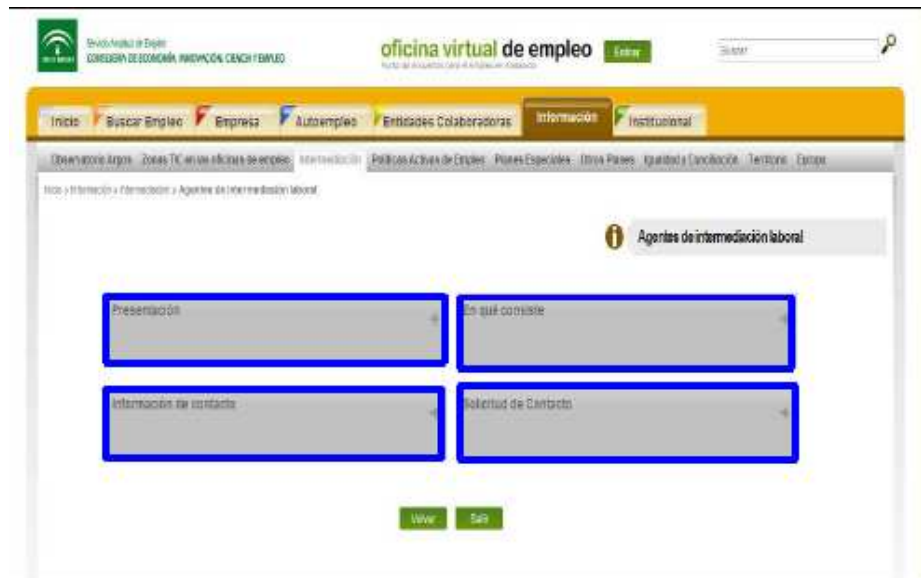 Servicio Andaluz de Empleo
CONSEJERÍA DE ECONOMÍA, INNOVACIÓN, CIENCIA Y EMPLEO
oficina virtual de empleo
Entrar
Buscar
Inicio Buscar Empleo Empresa Autoempleo Entidades Colaboradoras Información Institucional
Observatorio Argos Zonas TIC en las oficinas de empleo Intermediación Políticas Activas de Empleo Planes Especiales Otros Planes Igualdad y Conciliación Territorio Europa
Inicio > Información > Intermediación > Agentes de intermediación laboral
Agentes de intermediación laboral
Presentación
En qué consiste
Información de contacto
Solicitud de Contacto
Volver Salir